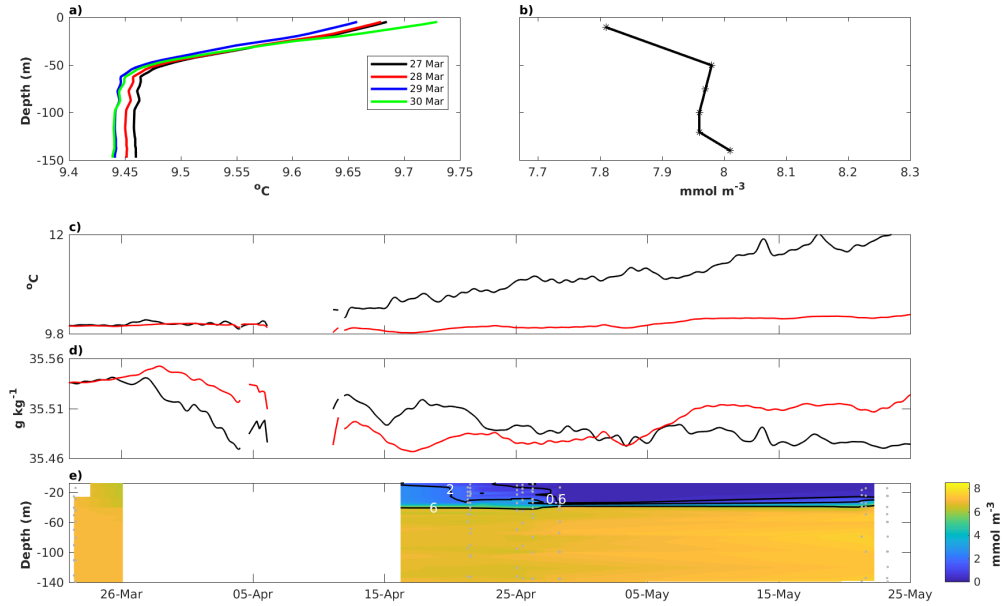 a)
b)
0
-50
-100
-150
Depth (m)
27 Mar
28 Mar
29 Mar
30 Mar
9.4 9.45 9.5 9.55 9.6 9.65 9.7 9.75
°C
7.7 7.8 7.9 8 8.1 8.2 8.3
mmol m⁻³
c)
12
9.8
°C
d)
35.56
35.51
35.46
g kg⁻¹
e)
-20
-60
-100
-140
Depth (m)
2
6
0.5
8
6
4
2
0
mmol m⁻³
26-Mar 05-Apr 15-Apr 25-Apr 05-May 15-May 25-May